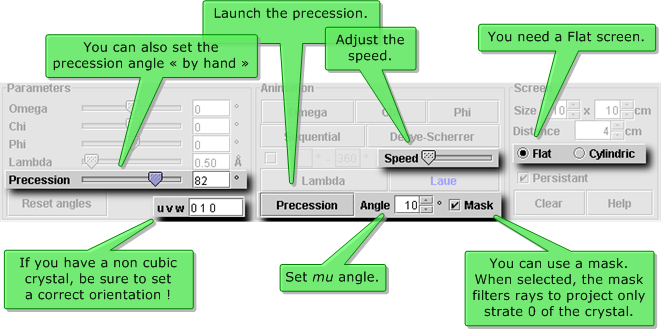 Launch the precession.
You can also set the
precession angle « by hand »
Adjust the
speed.
You need a Flat screen.
Parameters
Omega 0 °
Chi 0 °
Phi 0 °
Lambda 0.50 Å
Precession 82 °
Reset angles
u v w 0 1 0
Animation
Omega Chi Phi
Sequential Debye-Scherrer
° - 360 °
Speed
Lambda Laue
Precession Angle 10 ° Mask
Screen
Size 10 x 10 cm
Distance 4 cm
Flat Cylindric
Persistant
Clear Help
If you have a non cubic
crystal, be sure to set
a correct orientation !
Set mu angle.
You can use a mask.
When selected, the mask
filters rays to project only
strate 0 of the crystal.